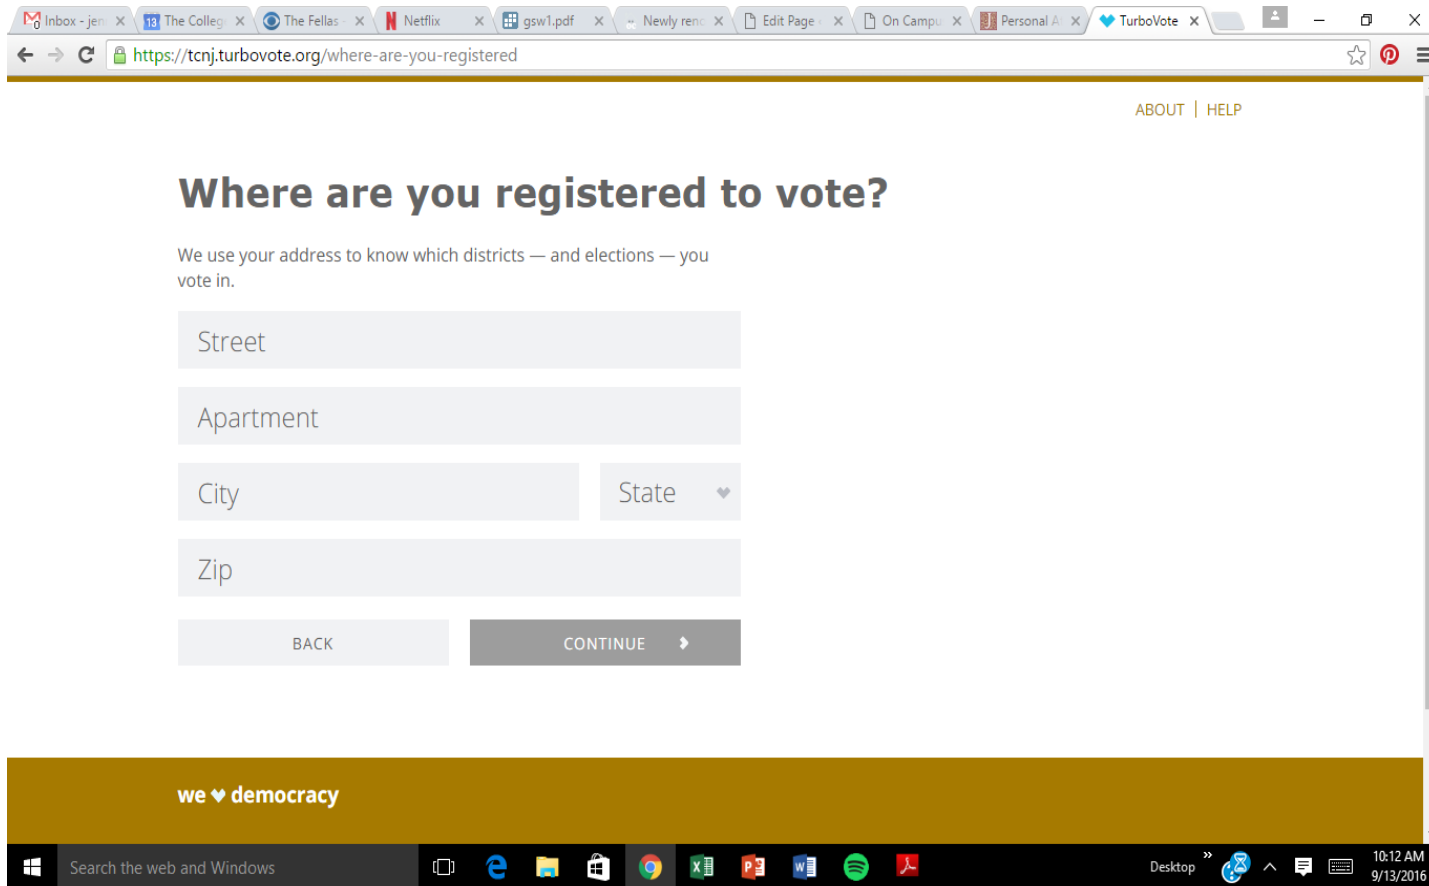 Inbox - jen
13 The Colleg
The Fellas -
N Netflix
gsw1.pdf
Newly reno
Edit Page -
On Campu
Personal A
TurboVote
https://tcnj.turbovote.org/where-are-you-registered
ABOUT | HELP
Where are you registered to vote?
We use your address to know which districts — and elections — you
vote in.
Street
Apartment
City
State
Zip
BACK
CONTINUE
we ♥ democracy
Search the web and Windows
Desktop
10:12 AM
9/13/2016